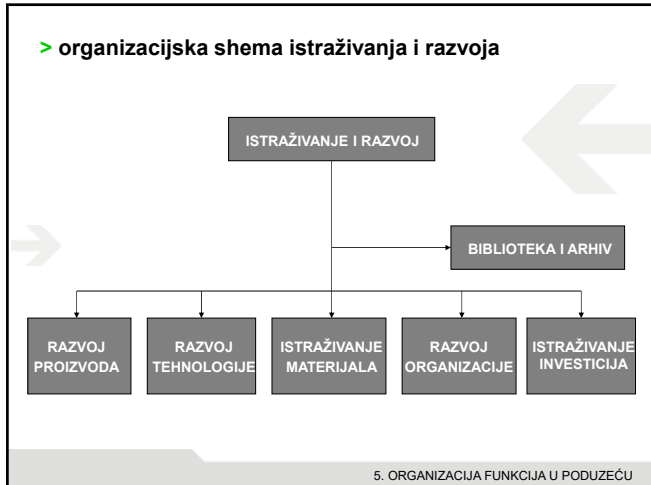 > organizacijska shema istraživanja i razvoja
ISTRAŽIVANJE I RAZVOJ
BIBLIOTEKA I ARHIV
RAZVOJ
PROIZVODA
RAZVOJ
TEHNOLOGIJE
ISTRAŽIVANJE
MATERIJALA
RAZVOJ
ORGANIZACIJE
ISTRAŽIVANJE
INVESTICIJA
5. ORGANIZACIJA FUNKCIJA U PODUZEĆU